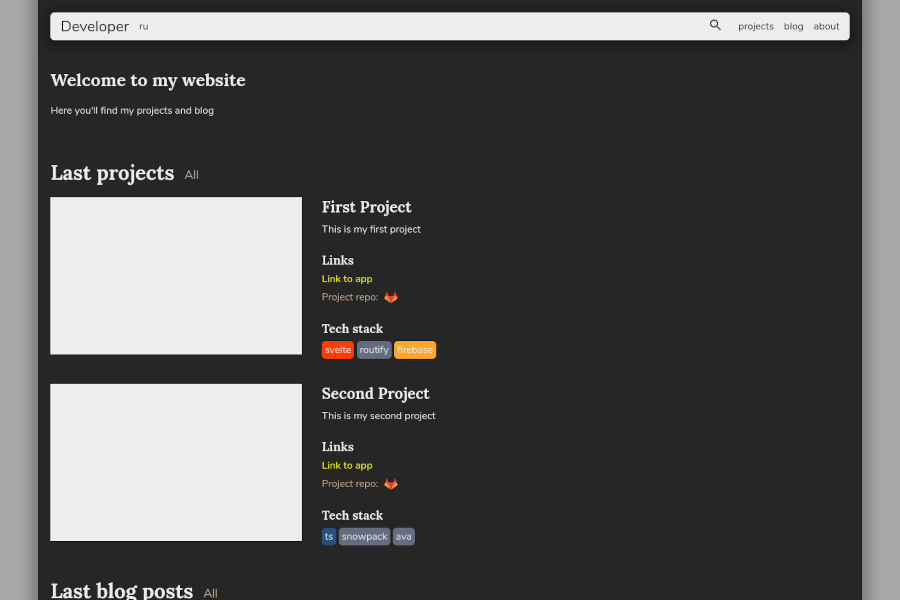 Developer ru projects blog about
Welcome to my website
Here you'll find my projects and blog
Last projects All
First Project
This is my first project
Links
Link to app
Project repo:
Tech stack
svelte routify firebase
Second Project
This is my second project
Links
Link to app
Project repo:
Tech stack
ts snowpack ava
Last blog posts All